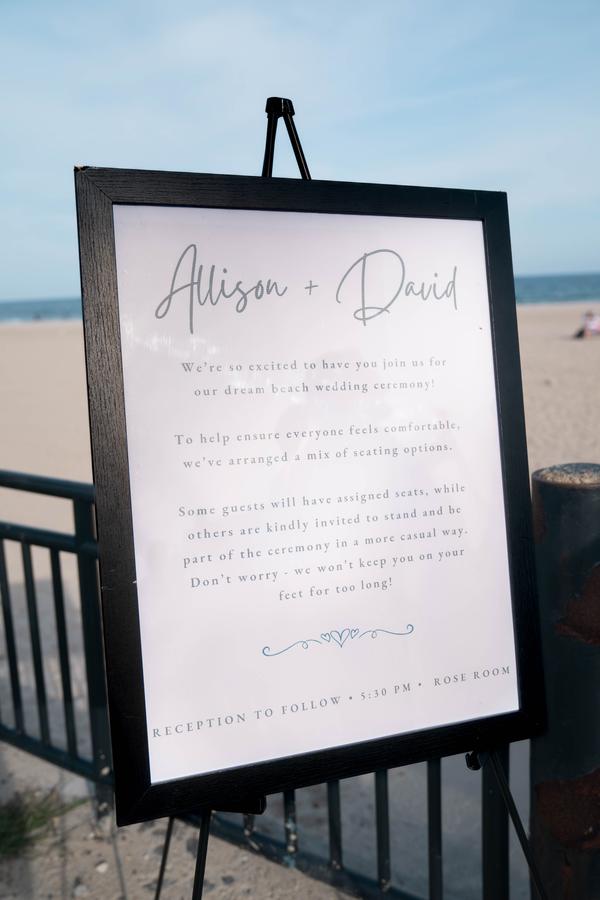 Allison + David
We're so excited to have you join us for
our dream beach wedding ceremony!
To help ensure everyone feels comfortable,
we've arranged a mix of seating options.
Some guests will have assigned seats, while
others are kindly invited to stand and be
part of the ceremony in a more casual way.
Don't worry - we won't keep you on your
feet for too long!
RECEPTION TO FOLLOW • 5:30 PM • ROSE ROOM